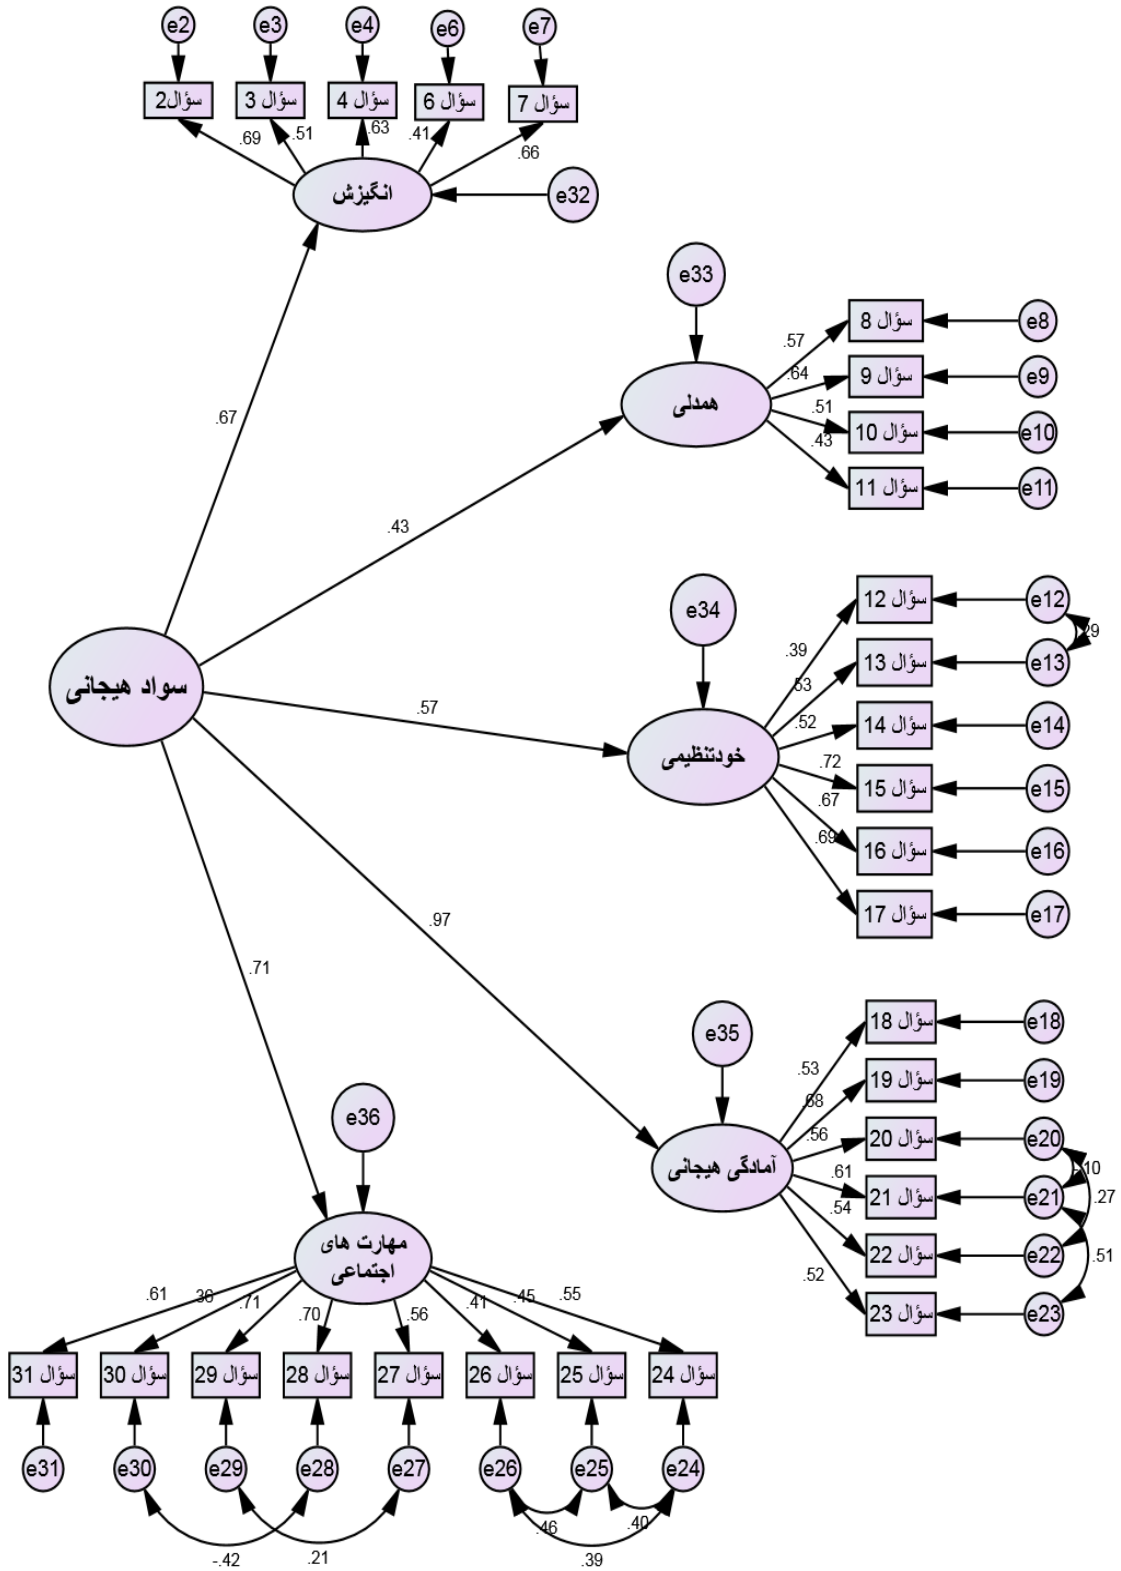 e2 e3 e4 e6 e7
سؤال2 سؤال 3 سؤال 4 سؤال 6 سؤال 7
.69 .51 .63 .41 .66
انگیزش
e32
.67
e33
همدلی
.57 .64 .51 .43
سؤال 8 e8
سؤال 9 e9
سؤال 10 e10
سؤال 11 e11
.43
سواد هیجانی
e34
خودتنظیمی
.57
.39 .53 .52 .72 .67 .69
سؤال 12 e12
سؤال 13 e13
سؤال 14 e14
سؤال 15 e15
سؤال 16 e16
سؤال 17 e17
.97
e35
آمادگی هیجانی
.53 .68 .56 .61 .54 .52
سؤال 18 e18
سؤال 19 e19
سؤال 20 e20
سؤال 21 e21
سؤال 22 e22
سؤال 23 e23
.27
.51
.71
e36
مهارت های
اجتماعی
.61 .36 .71 .70 .56 .41 .45 .55
سؤال 31 سؤال 30 سؤال 29 سؤال 28 سؤال 27 سؤال 26 سؤال 25 سؤال 24
e31 e30 e29 e28 e27 e26 e25 e24
.46 .40
-.42 .21 .39